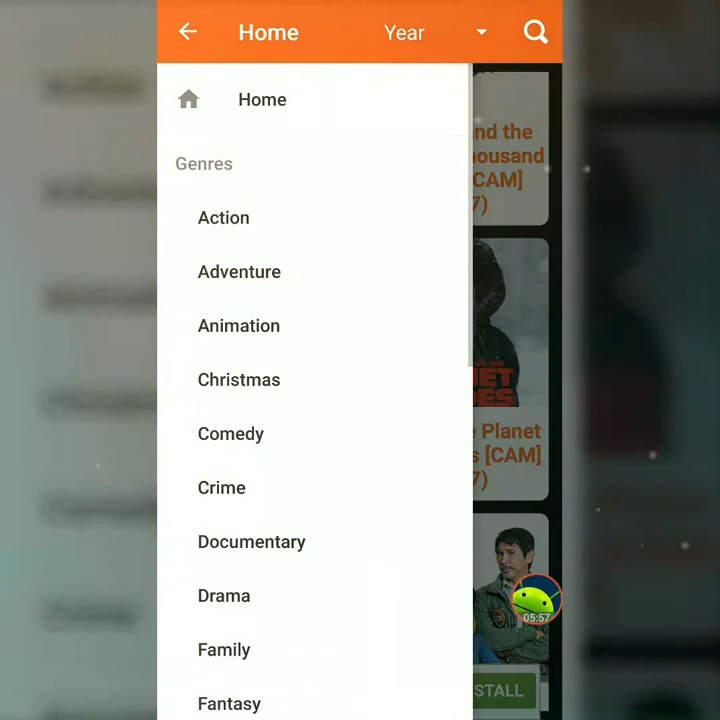 Home
Year
Home
Genres
Action
Adventure
Animation
Christmas
Comedy
Crime
Documentary
Drama
Family
Fantasy
nd the
ousand
[CAM]
7)
Planet
s [CAM]
7)
05:57
STALL